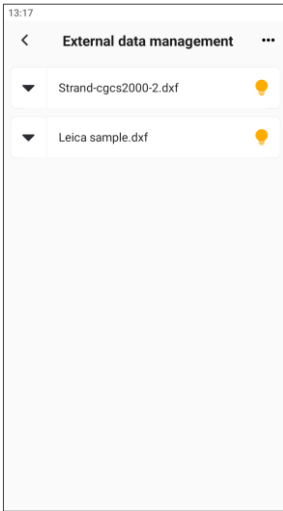 13:17
External data management
Strand-cgcs2000-2.dxf
Leica sample.dxf